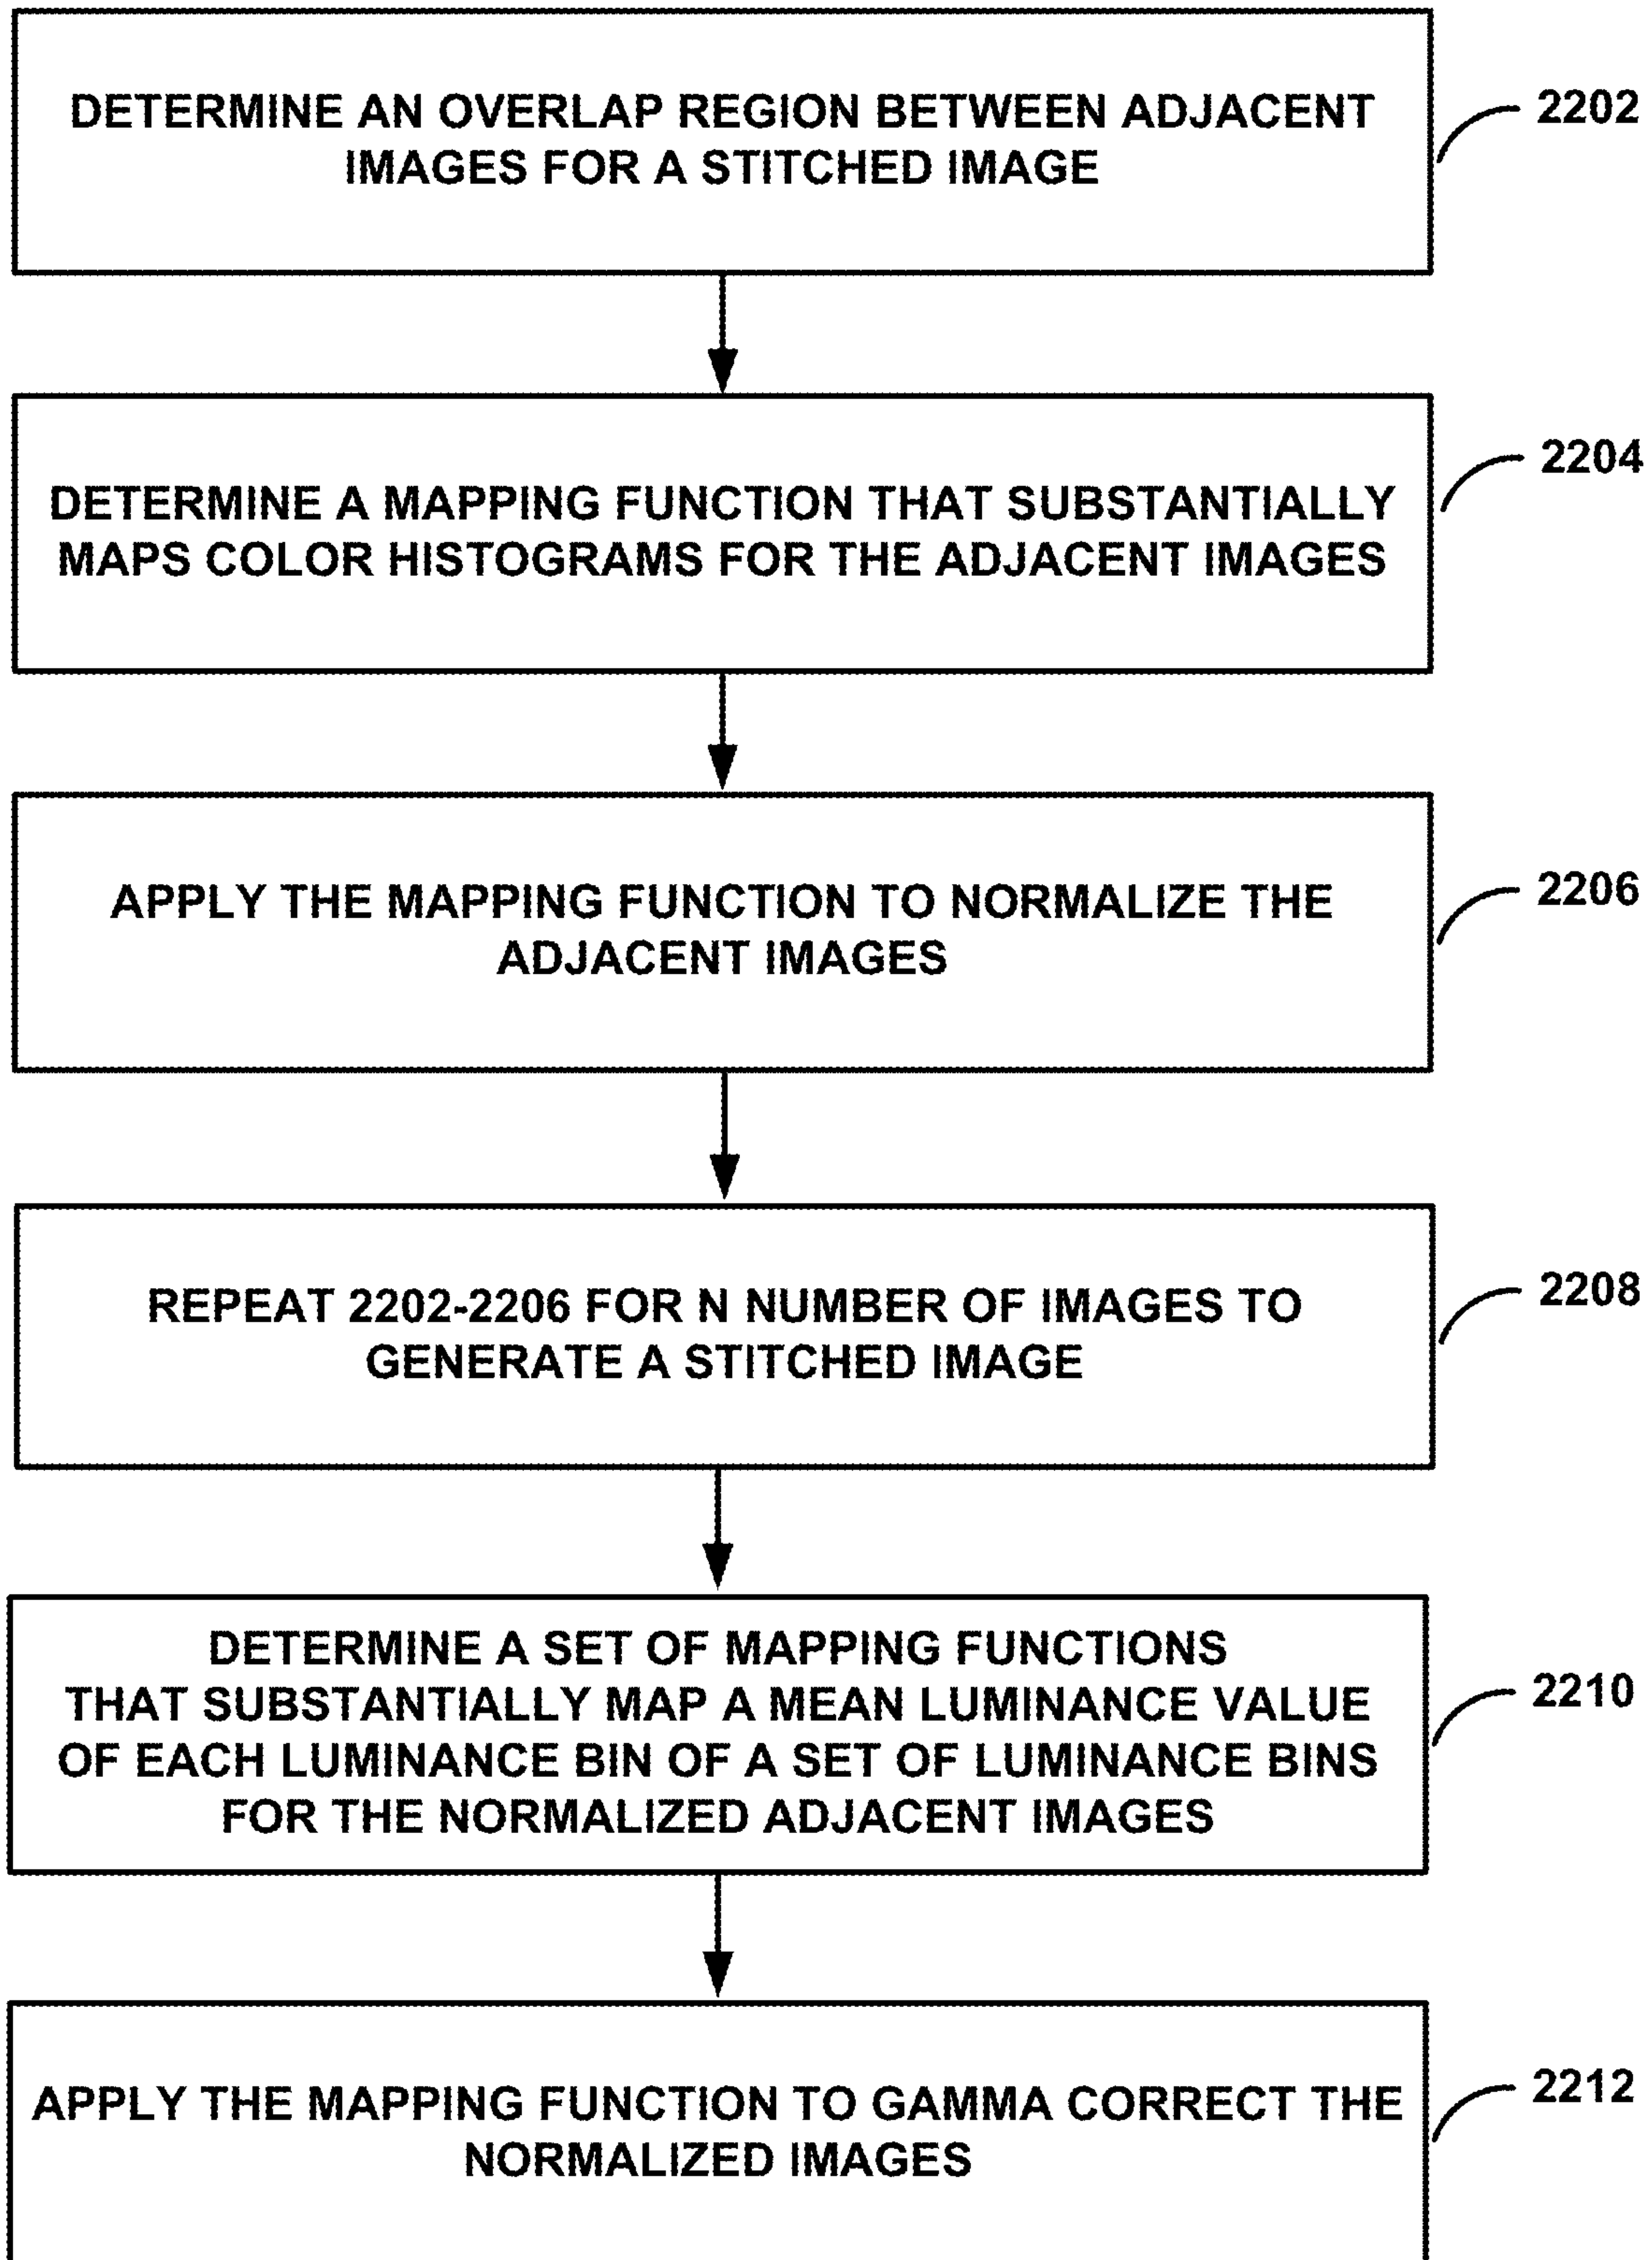 DETERMINE AN OVERLAP REGION BETWEEN ADJACENT
IMAGES FOR A STITCHED IMAGE
2202
DETERMINE A MAPPING FUNCTION THAT SUBSTANTIALLY
MAPS COLOR HISTOGRAMS FOR THE ADJACENT IMAGES
2204
APPLY THE MAPPING FUNCTION TO NORMALIZE THE
ADJACENT IMAGES
2206
REPEAT 2202-2206 FOR N NUMBER OF IMAGES TO
GENERATE A STITCHED IMAGE
2208
DETERMINE A SET OF MAPPING FUNCTIONS
THAT SUBSTANTIALLY MAP A MEAN LUMINANCE VALUE
OF EACH LUMINANCE BIN OF A SET OF LUMINANCE BINS
FOR THE NORMALIZED ADJACENT IMAGES
2210
APPLY THE MAPPING FUNCTION TO GAMMA CORRECT THE
NORMALIZED IMAGES
2212